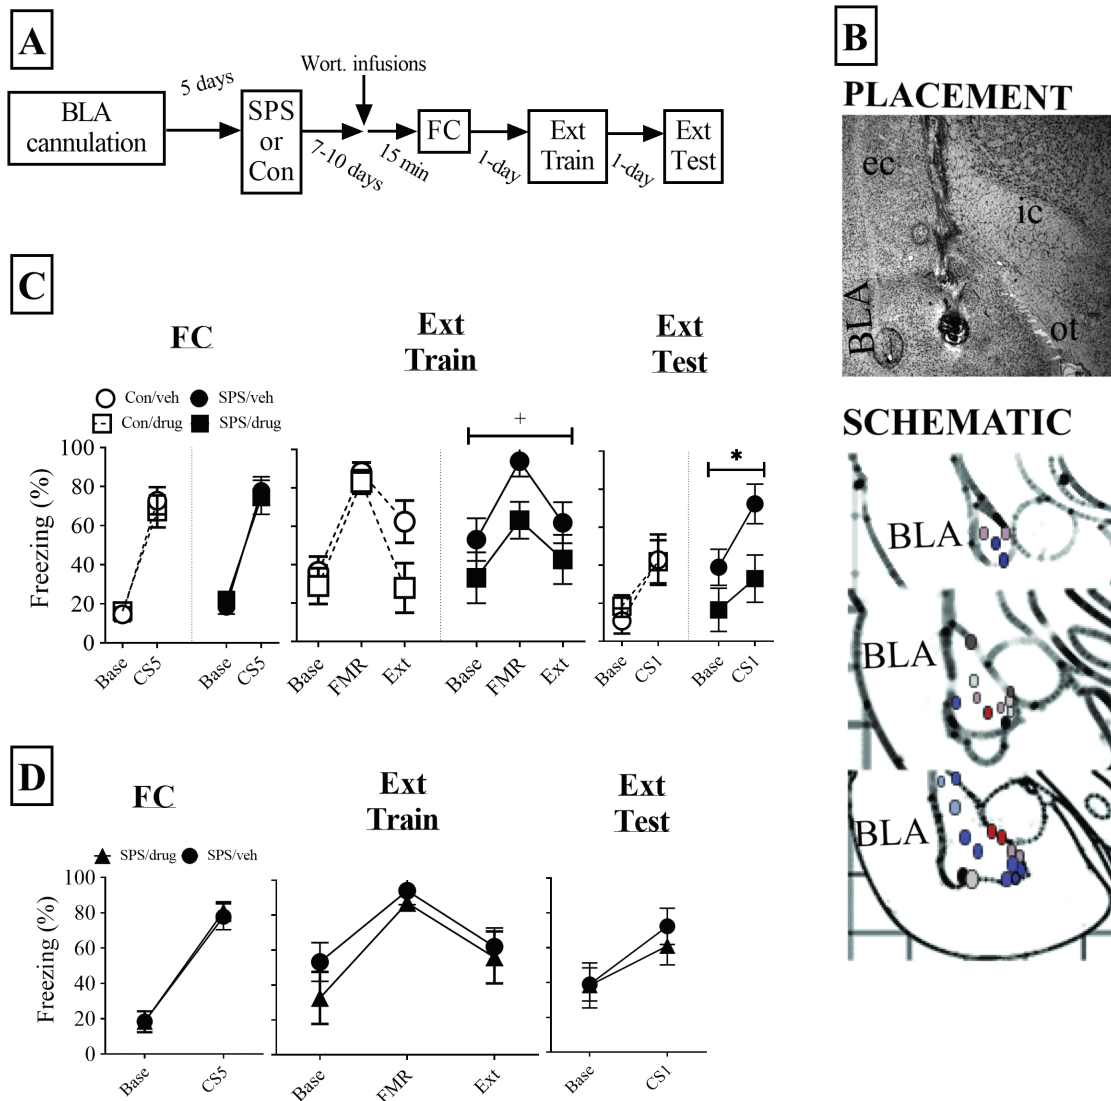 A
Wort. infusions
5 days
BLA
cannulation
SPS
or
Con
7-10 days
15 min
FC
1-day
Ext
Train
1-day
Ext
Test
B
PLACEMENT
ec
ic
BLA
ot
SCHEMATIC
BLA
BLA
BLA
C
FC
Ext
Train
Ext
Test
Con/veh
SPS/veh
Con/drug
SPS/drug
+
*
Freezing (%)
100
80
60
40
20
0
Base
CS5
Base
CS5
Base
FMR
Ext
Base
FMR
Ext
Base
CS1
Base
CS1
D
FC
Ext
Train
Ext
Test
SPS/drug
SPS/veh
Freezing (%)
100
80
60
40
20
0
Base
CS5
Base
FMR
Ext
Base
CS1